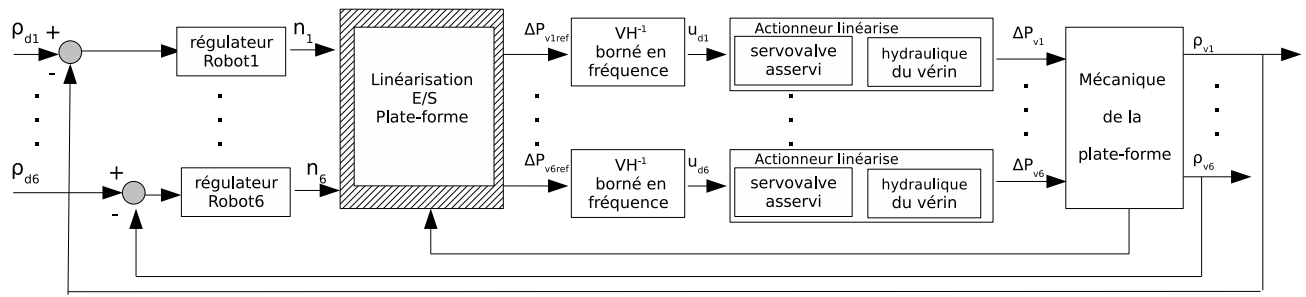 ρd1
+
-
régulateur
Robot1
n1
Linéarisation
E/S
Plate-forme
ΔPv1ref
VH-1
borné en
fréquence
ud1
Actionneur linéarise
servovalve
asservi
hydraulique
du vérin
ΔPv1
Mécanique
de la
plate-forme
ρv1
ρd6
+
-
régulateur
Robot6
n6
ΔPv6ref
VH-1
borné en
fréquence
ud6
Actionneur linéarise
servovalve
asservi
hydraulique
du vérin
ΔPv6
ρv6